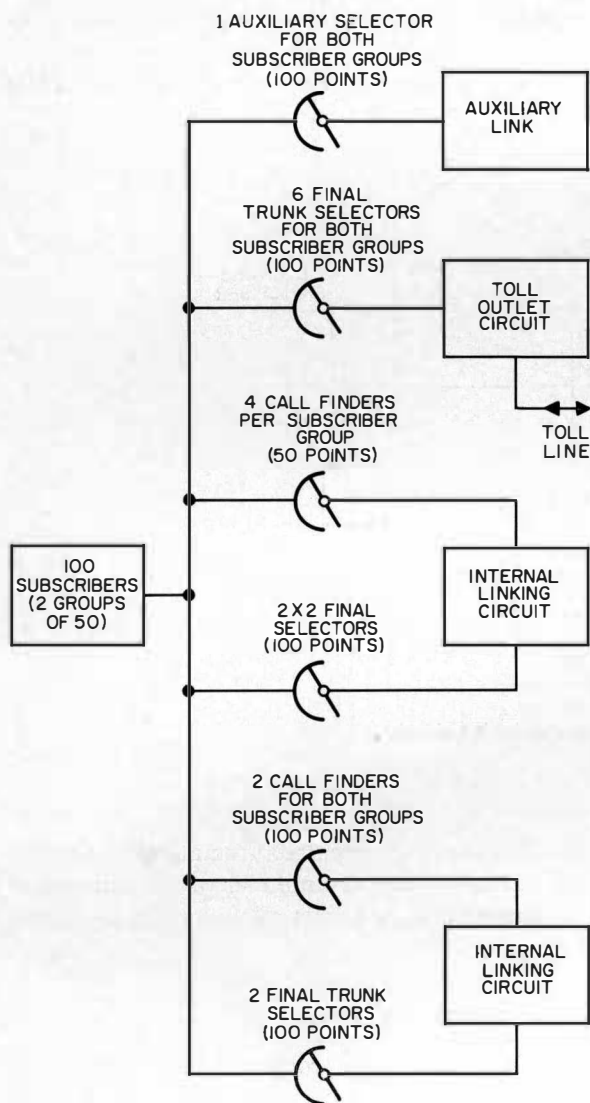 1 AUXILIARY SELECTOR
FOR BOTH
SUBSCRIBER GROUPS
(100 POINTS)
AUXILIARY
LINK
6 FINAL
TRUNK SELECTORS
FOR BOTH
SUBSCRIBER GROUPS
(100 POINTS)
TOLL
OUTLET
CIRCUIT
TOLL
LINE
4 CALL FINDERS
PER SUBSCRIBER
GROUP
(50 POINTS)
100
SUBSCRIBERS
(2 GROUPS
OF 50)
INTERNAL
LINKING
CIRCUIT
2X2 FINAL
SELECTORS
(100 POINTS)
2 CALL FINDERS
FOR BOTH
SUBSCRIBER GROUPS
(100 POINTS)
INTERNAL
LINKING
CIRCUIT
2 FINAL TRUNK
SELECTORS
(100 POINTS)